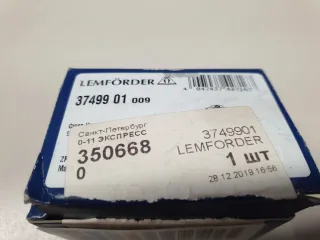 LEMFÖRDER
37499 01 009
Санкт-Петербург
0-11 ЭКСПРЕСС
350668
0
3749901
LEMFORDER
1 ШТ
28.12.2019 16:56